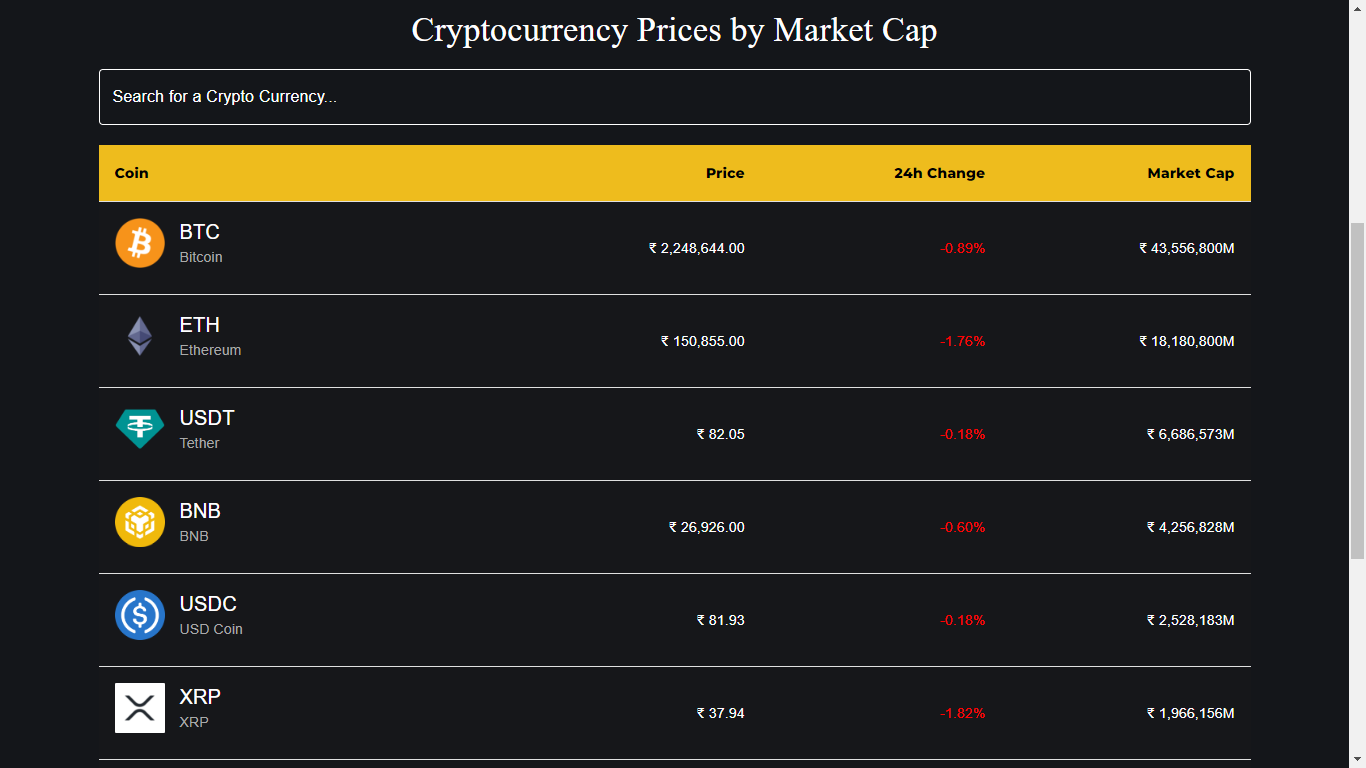 Cryptocurrency Prices by Market Cap
Search for a Crypto Currency...
Coin Price 24h Change Market Cap
BTC
Bitcoin
₹ 2,248,644.00 -0.89% ₹ 43,556,800M
ETH
Ethereum
₹ 150,855.00 -1.76% ₹ 18,180,800M
USDT
Tether
₹ 82.05 -0.18% ₹ 6,686,573M
BNB
BNB
₹ 26,926.00 -0.60% ₹ 4,256,828M
USDC
USD Coin
₹ 81.93 -0.18% ₹ 2,528,183M
XRP
XRP
₹ 37.94 -1.82% ₹ 1,966,156M